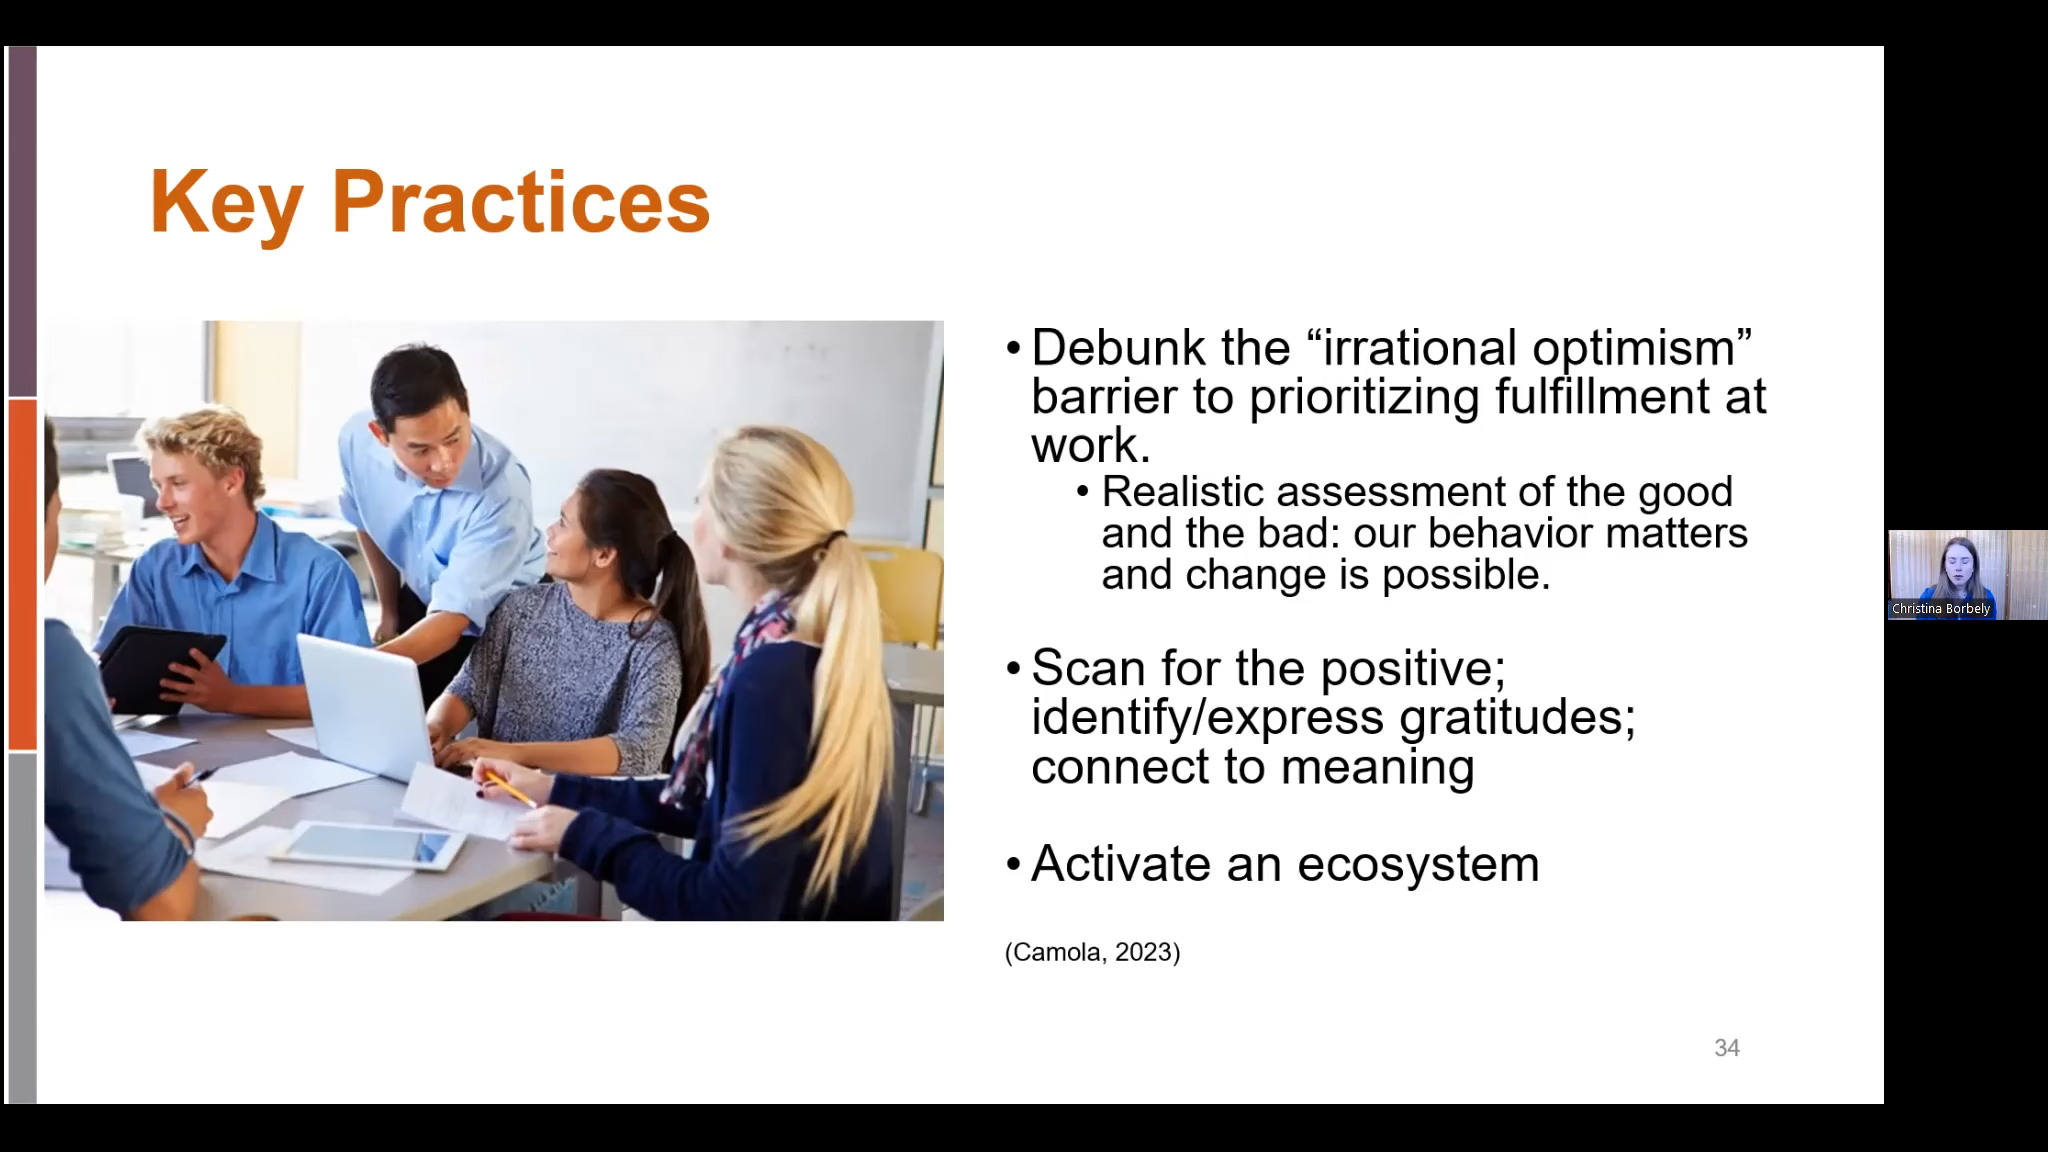 Key Practices
• Debunk the “irrational optimism”
barrier to prioritizing fulfillment at
work.
• Realistic assessment of the good
and the bad: our behavior matters
and change is possible.
• Scan for the positive;
identify/express gratitudes;
connect to meaning
• Activate an ecosystem
(Camola, 2023)
34
Christina Borbely